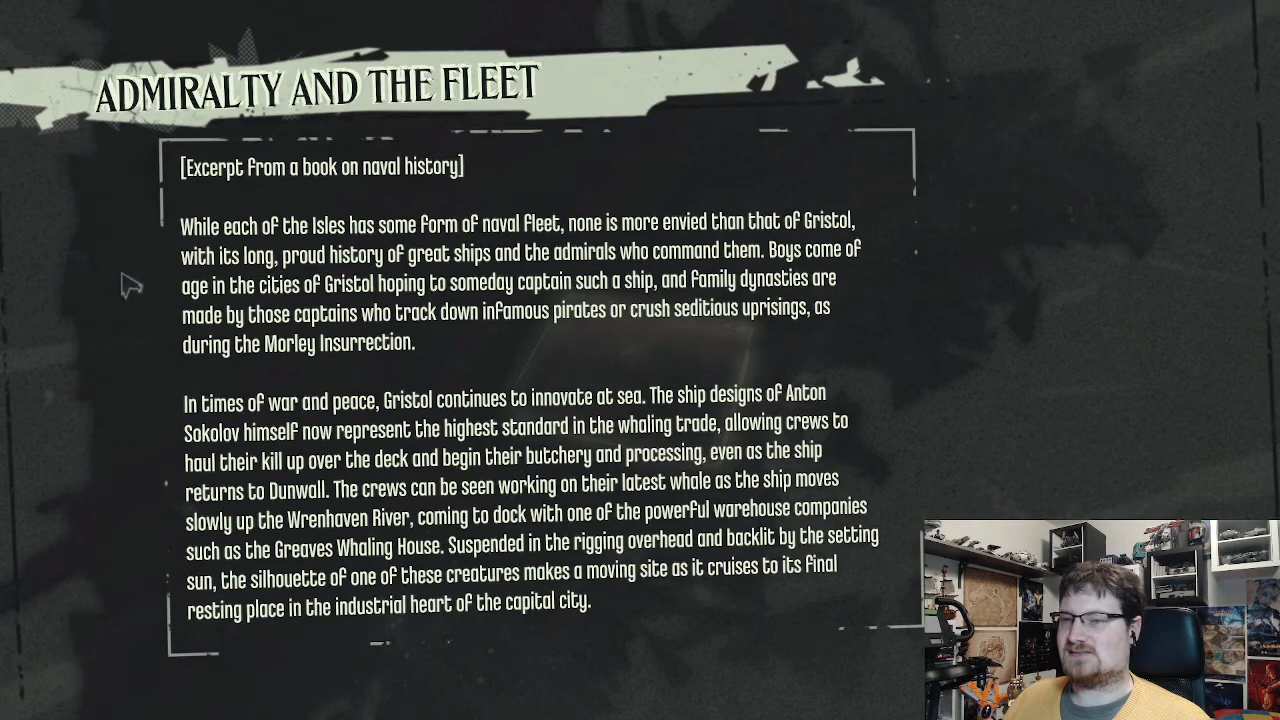 ADMIRALTY AND THE FLEET
[Excerpt from a book on naval history]
While each of the Isles has some form of naval fleet, none is more envied than that of Gristol,
with its long, proud history of great ships and the admirals who command them. Boys come of
age in the cities of Gristol hoping to someday captain such a ship, and family dynasties are
made by those captains who track down infamous pirates or crush seditious uprisings, as
during the Morley Insurrection.
In times of war and peace, Gristol continues to innovate at sea. The ship designs of Anton
Sokolov himself now represent the highest standard in the whaling trade, allowing crews to
haul their kill up over the deck and begin their butchery and processing, even as the ship
returns to Dunwall. The crews can be seen working on their latest whale as the ship moves
slowly up the Wrenhaven River, coming to dock with one of the powerful warehouse companies
such as the Greaves Whaling House. Suspended in the rigging overhead and backlit by the setting
sun, the silhouette of one of these creatures makes a moving site as it cruises to its final
resting place in the industrial heart of the capital city.